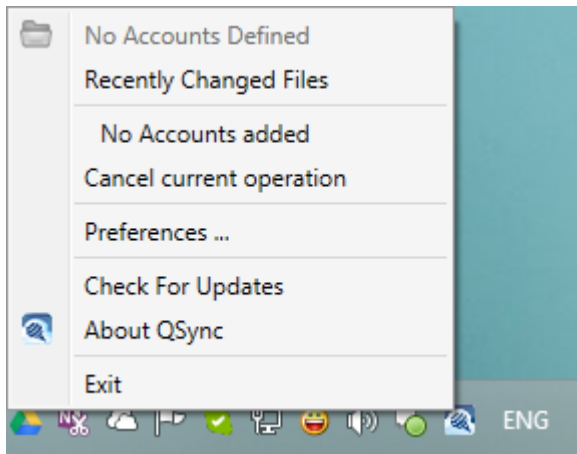 No Accounts Defined
Recently Changed Files
No Accounts added
Cancel current operation
Preferences ...
Check For Updates
About QSync
Exit
N
ENG